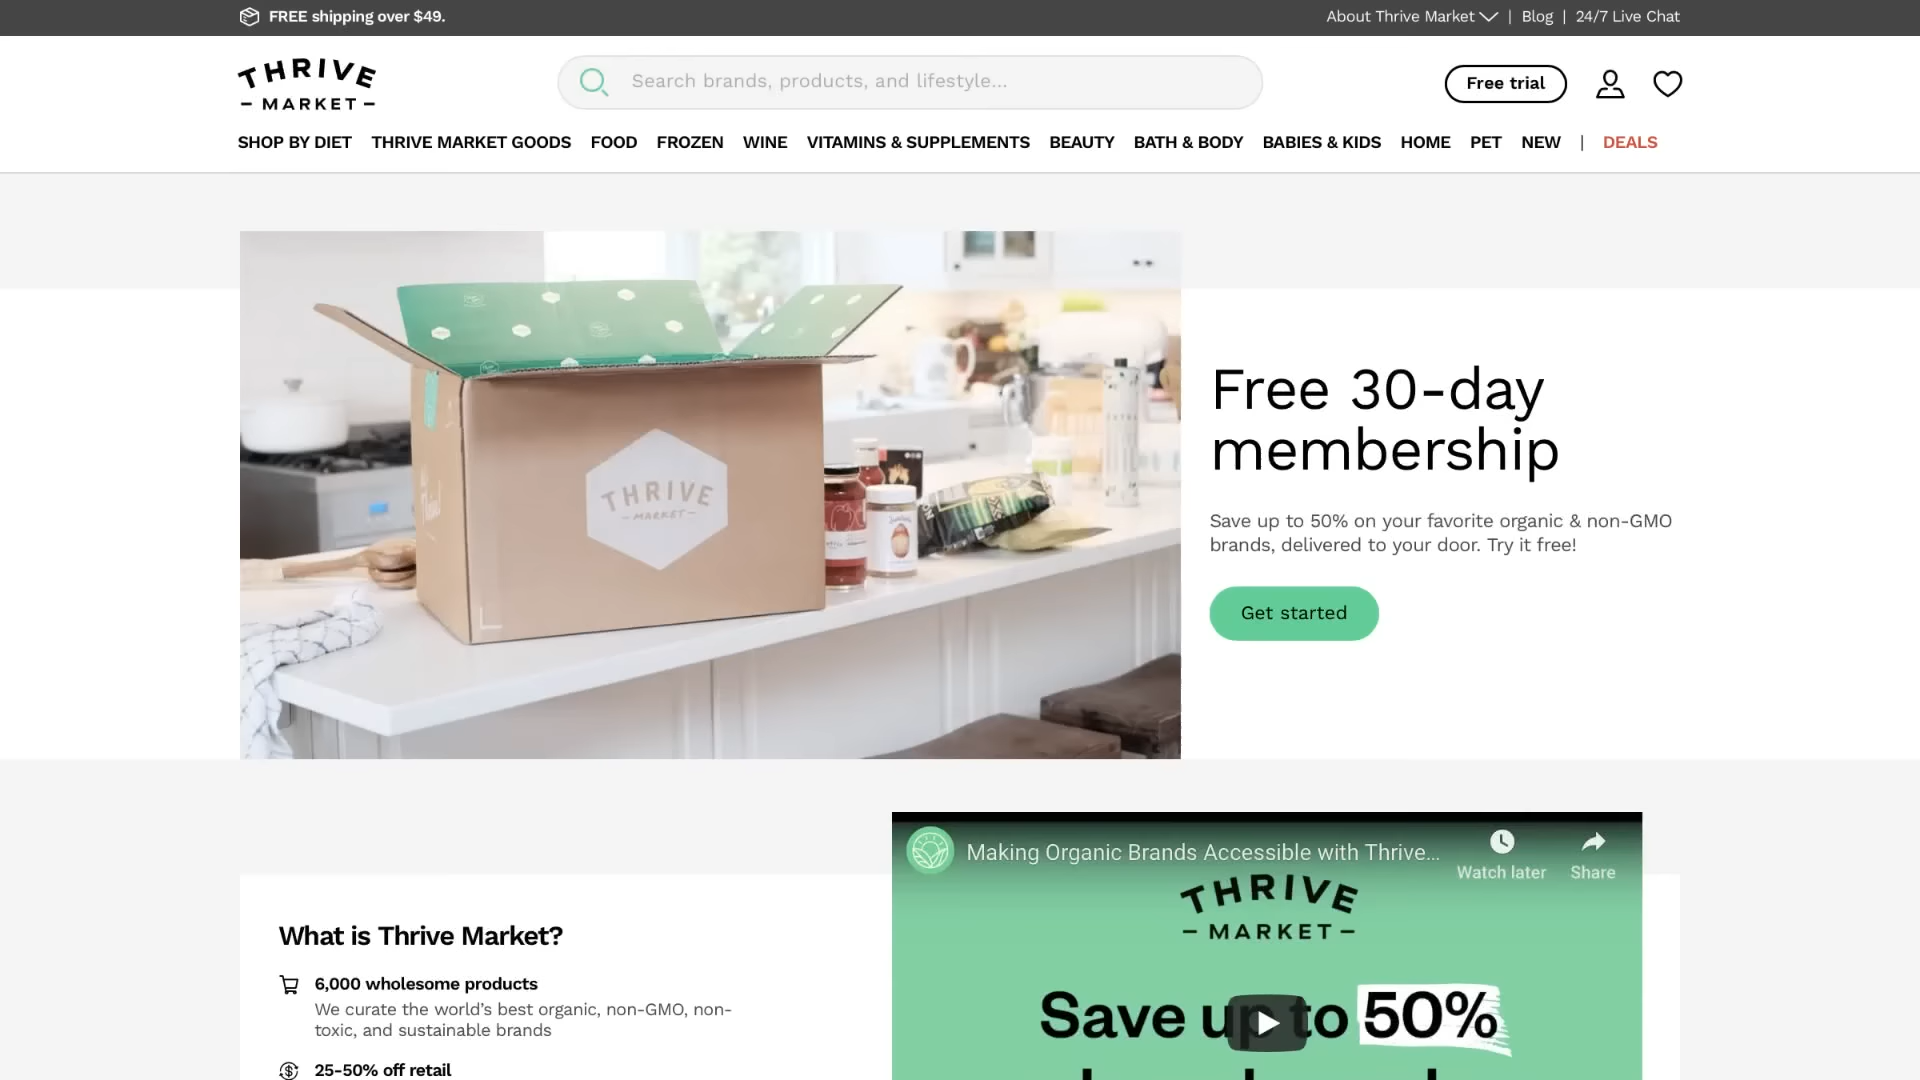 FREE shipping over $49.
About Thrive Market | Blog | 24/7 Live Chat
THRIVE
MARKET
Search brands, products, and lifestyle...
Free trial
SHOP BY DIET THRIVE MARKET GOODS FOOD FROZEN WINE VITAMINS & SUPPLEMENTS BEAUTY BATH & BODY BABIES & KIDS HOME PET NEW | DEALS
THRIVE
MARKET
Free 30-day
membership
Save up to 50% on your favorite organic & non-GMO
brands, delivered to your door. Try it free!
Get started
Making Organic Brands Accessible with Thrive...
Watch later
Share
THRIVE
MARKET
Save up to 50%
What is Thrive Market?
6,000 wholesome products
We curate the world's best organic, non-GMO, non-
toxic, and sustainable brands
25-50% off retail